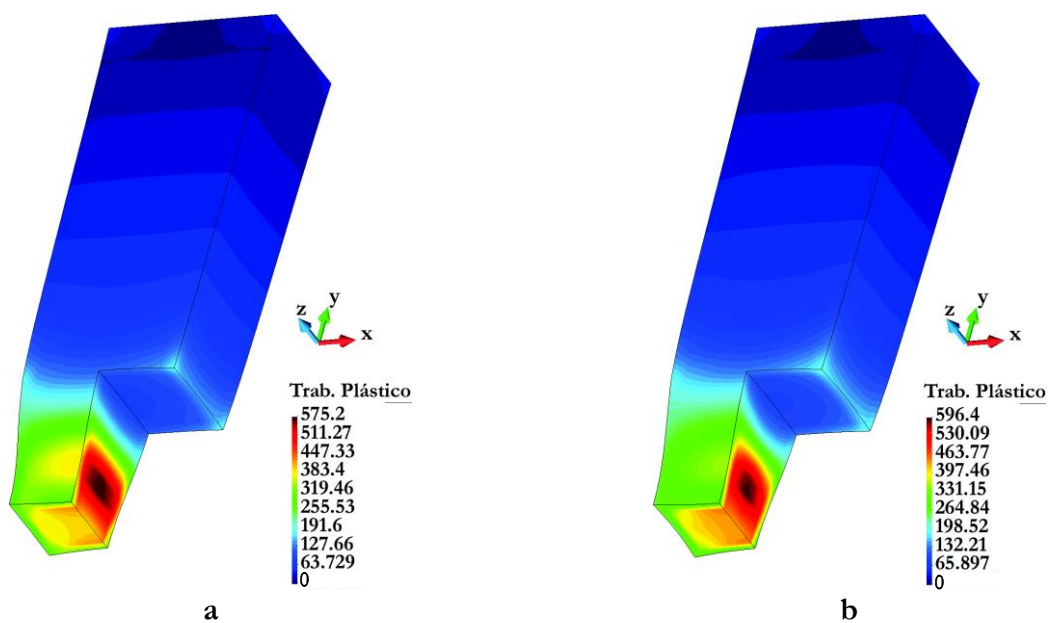 z
y
x
Trab. Plástico
575.2
511.27
447.33
383.4
319.46
255.53
191.6
127.66
63.729
0
a
z
y
x
Trab. Plástico
596.4
530.09
463.77
397.46
331.15
264.84
198.52
132.21
65.897
0
b